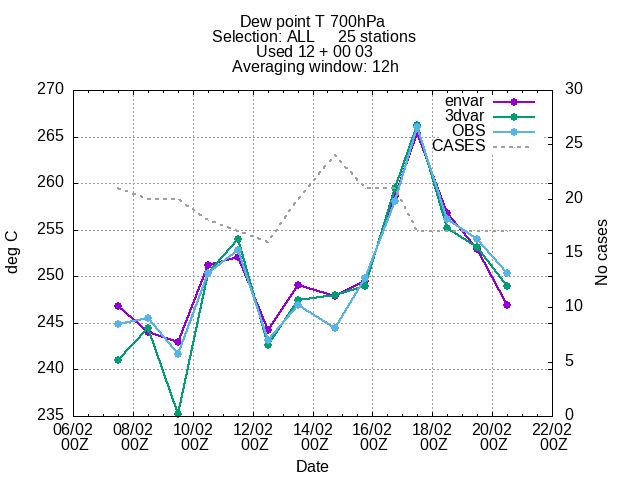 Dew point T 700hPa
Selection: ALL 25 stations
Used 12 + 00 03
Averaging window: 12h
envar
3dvar
OBS
CASES
270
265
260
255
250
245
240
235
30
25
20
15
10
5
0
deg C
No cases
06/02 08/02 10/02 12/02 14/02 16/02 18/02 20/02 22/02
00Z 00Z 00Z 00Z 00Z 00Z 00Z 00Z 00Z
Date